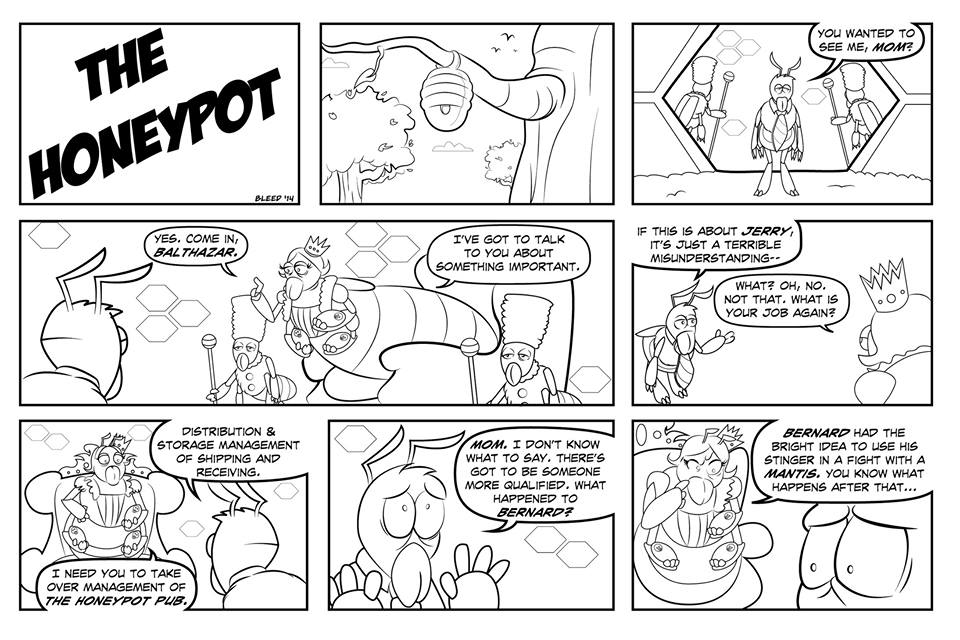 THE
HONEYPOT
BLEED '14
YOU WANTED TO
SEE ME, MOM?
YES. COME IN,
BALTHAZAR.
I'VE GOT TO TALK
TO YOU ABOUT
SOMETHING IMPORTANT.
IF THIS IS ABOUT JERRY,
IT'S JUST A TERRIBLE
MISUNDERSTANDING--
WHAT? OH, NO.
NOT THAT. WHAT IS
YOUR JOB AGAIN?
DISTRIBUTION &
STORAGE MANAGEMENT
OF SHIPPING AND
RECEIVING.
I NEED YOU TO TAKE
OVER MANAGEMENT OF
THE HONEYPOT PUB.
MOM. I DON'T KNOW
WHAT TO SAY. THERE'S
GOT TO BE SOMEONE
MORE QUALIFIED. WHAT
HAPPENED TO
BERNARD?
BERNARD HAD THE
BRIGHT IDEA TO USE HIS
STINGER IN A FIGHT WITH A
MANTIS. YOU KNOW WHAT
HAPPENS AFTER THAT...